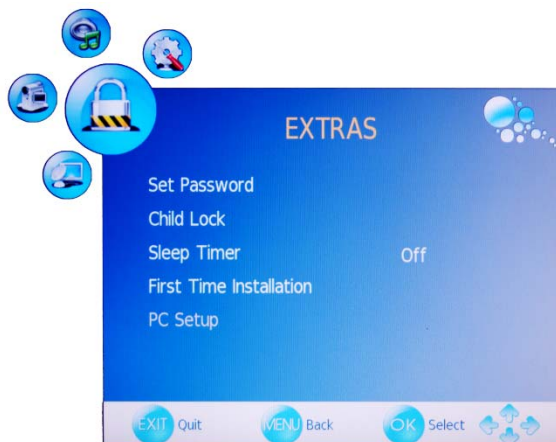 EXTRAS
Set Password
Child Lock
Sleep Timer Off
First Time Installation
PC Setup
EXIT Quit MENU Back OK Select